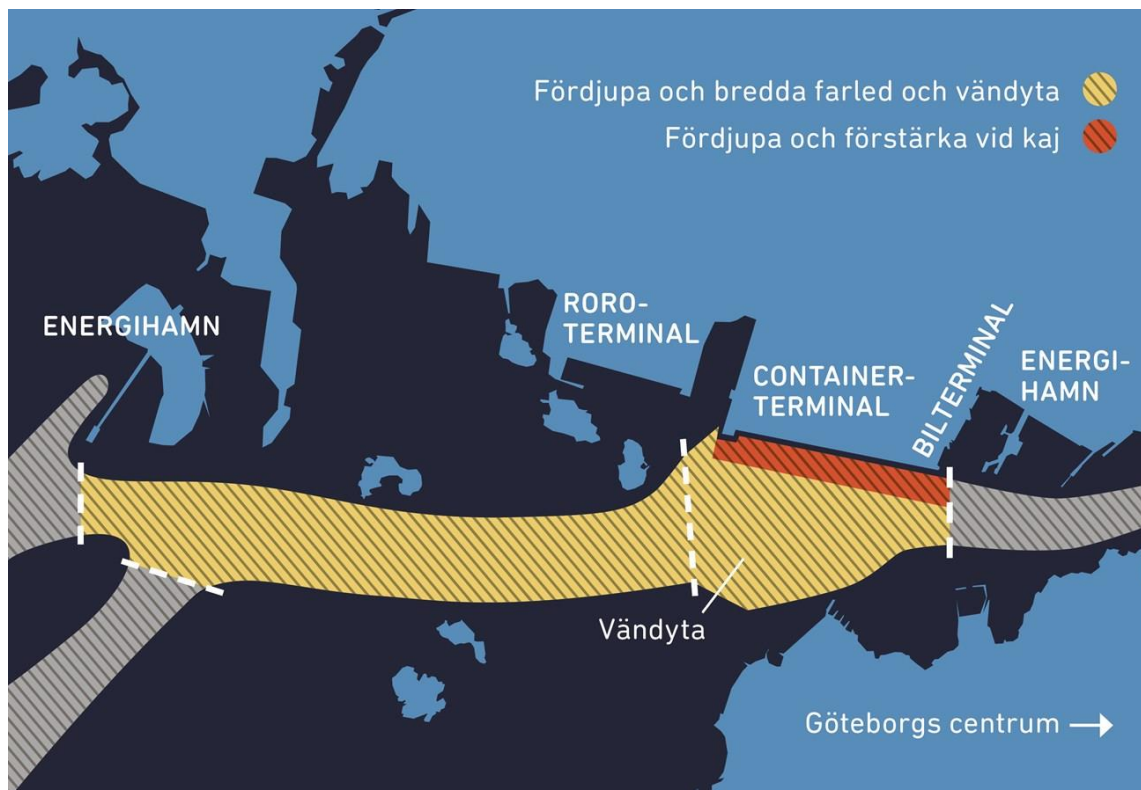 Fördjupa och bredda farled och vändyta
Fördjupa och förstärka vid kaj
ENERGIHAMN
RORO-
TERMINAL
CONTAINER-
TERMINAL
BILTERMINAL
ENERGI-
HAMN
Vändyta
Göteborgs centrum